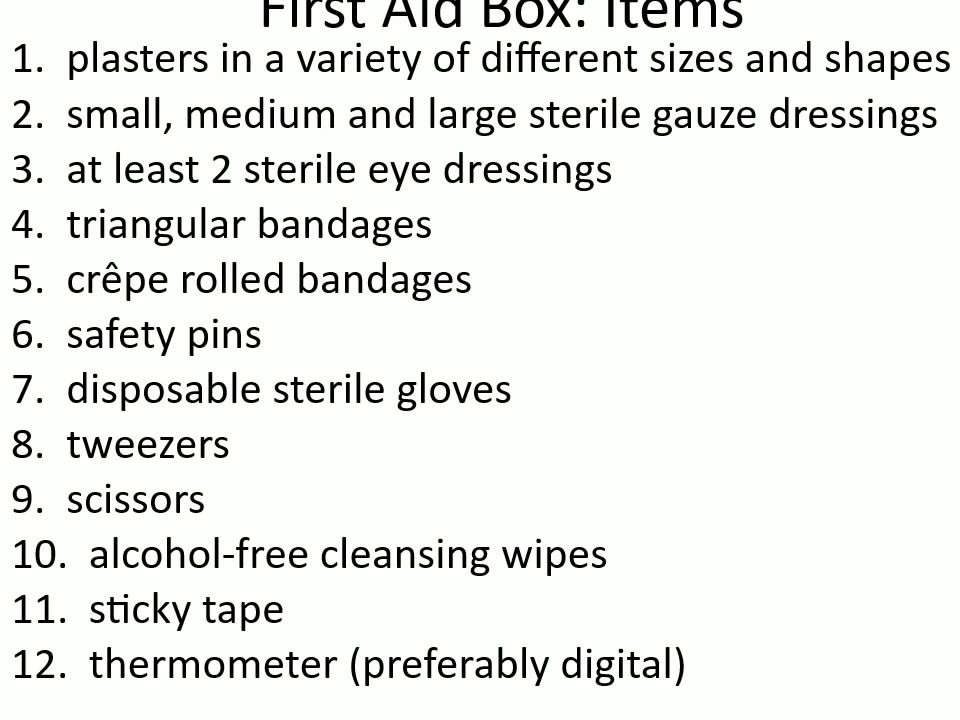 First Aid Box: Items
1. plasters in a variety of different sizes and shapes
2. small, medium and large sterile gauze dressings
3. at least 2 sterile eye dressings
4. triangular bandages
5. crêpe rolled bandages
6. safety pins
7. disposable sterile gloves
8. tweezers
9. scissors
10. alcohol-free cleansing wipes
11. sticky tape
12. thermometer (preferably digital)